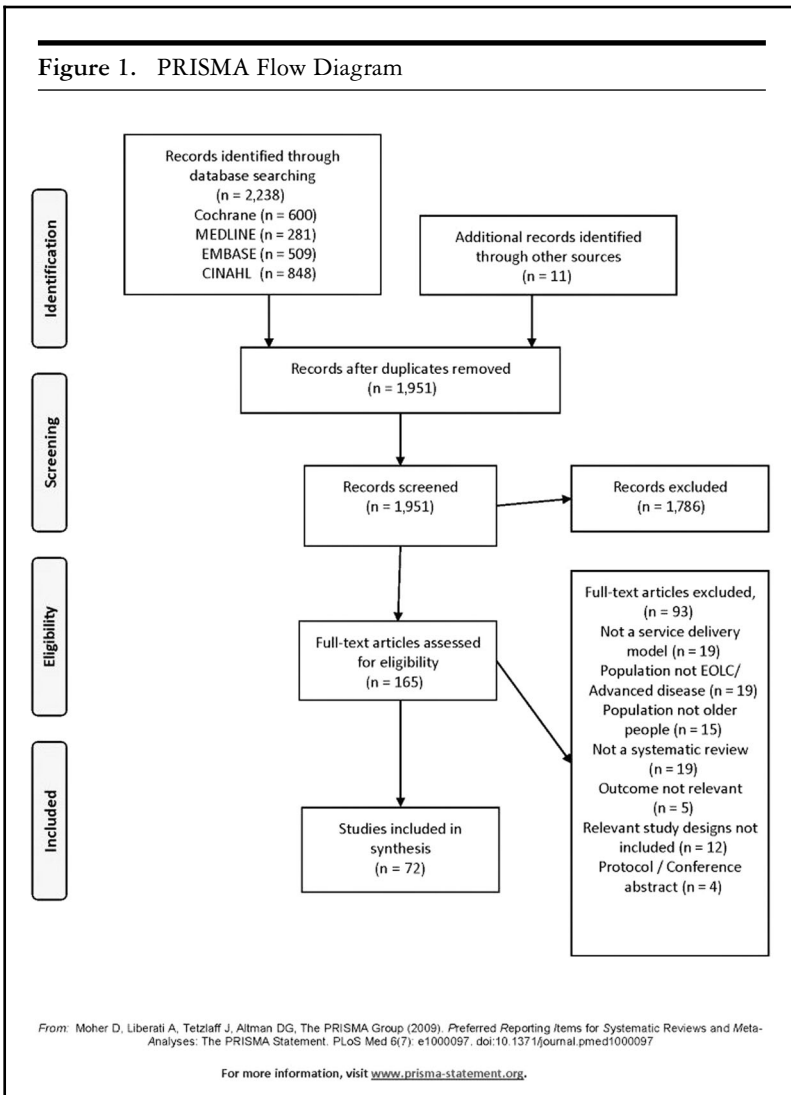 Figure 1. PRISMA Flow Diagram
Records identified through
database searching
(n = 2,238)
Cochrane (n = 600)
MEDLINE (n = 281)
EMBASE (n = 509)
CINAHL (n = 848)
Additional records identified
through other sources
(n = 11)
Identification
Records after duplicates removed
(n = 1,951)
Screening
Records screened
(n = 1,951)
Records excluded
(n = 1,786)
Eligibility
Full-text articles assessed
for eligibility
(n = 165)
Full-text articles excluded,
(n = 93)
Not a service delivery
model (n = 19)
Population not EOLC/
Advanced disease (n = 19)
Population not older
people (n = 15)
Not a systematic review
(n = 19)
Outcome not relevant
(n = 5)
Relevant study designs not
included (n = 12)
Protocol / Conference
abstract (n = 4)
Included
Studies included in
synthesis
(n = 72)
From: Moher D, Liberati A, Tetzlaff J, Altman DG, The PRISMA Group (2009). Preferred Reporting Items for Systematic Reviews and Meta-
Analyses: The PRISMA Statement. PLoS Med 6(7): e1000097. doi:10.1371/journal.pmed1000097
For more information, visit www.prisma-statement.org.